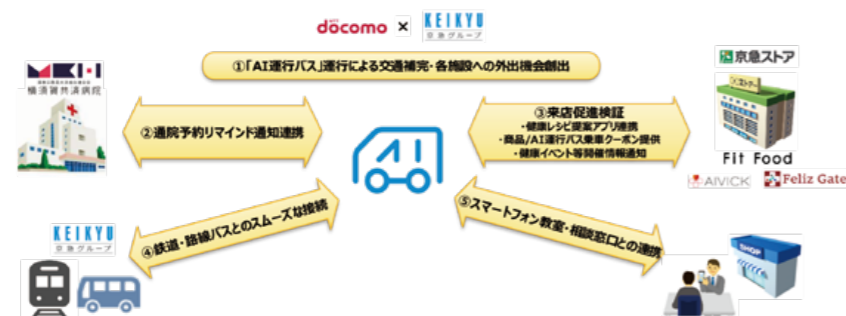 döcomo × KEIKYU
京急グループ
①「AI運行バス」運行による交通補完・各施設への外出機会創出
横須賀共済病院
②通院予約リマインド通知連携
AI
③来店促進検証
・健康レシピ提案アプリ連携
・商品/AI運行バス乗車クーポン提供
・健康イベント等開催情報通知
京急ストア
Fit Food
AIVICK
Feliz Gate
KEIKYU
京急グループ
④鉄道・路線バスとのスムーズな接続
⑤スマートフォン教室・相談窓口との連携
SHOP